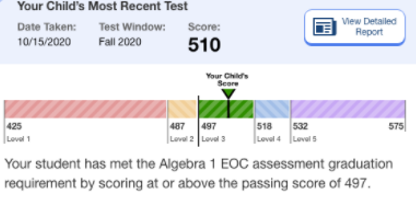 Your Child's Most Recent Test
Date Taken: Test Window: Score:
10/15/2020 Fall 2020 510
View Detailed
Report
Your Child's
Score
425 487 497 518 532 575
Level 1 Level 2 Level 3 Level 4 Level 5
Your student has met the Algebra 1 EOC assessment graduation
requirement by scoring at or above the passing score of 497.